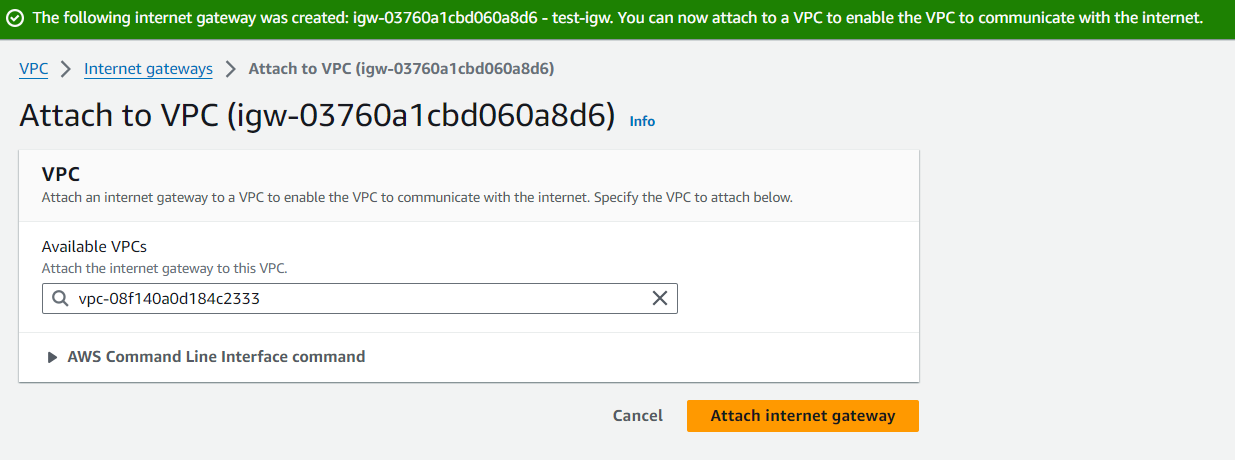 The following internet gateway was created: igw-03760a1cbd060a8d6 - test-igw. You can now attach to a VPC to enable the VPC to communicate with the internet.
VPC > Internet gateways > Attach to VPC (igw-03760a1cbd060a8d6)
Attach to VPC (igw-03760a1cbd060a8d6) Info
VPC
Attach an internet gateway to a VPC to enable the VPC to communicate with the internet. Specify the VPC to attach below.
Available VPCs
Attach the internet gateway to this VPC.
vpc-08f140a0d184c2333
AWS Command Line Interface command
Cancel Attach internet gateway